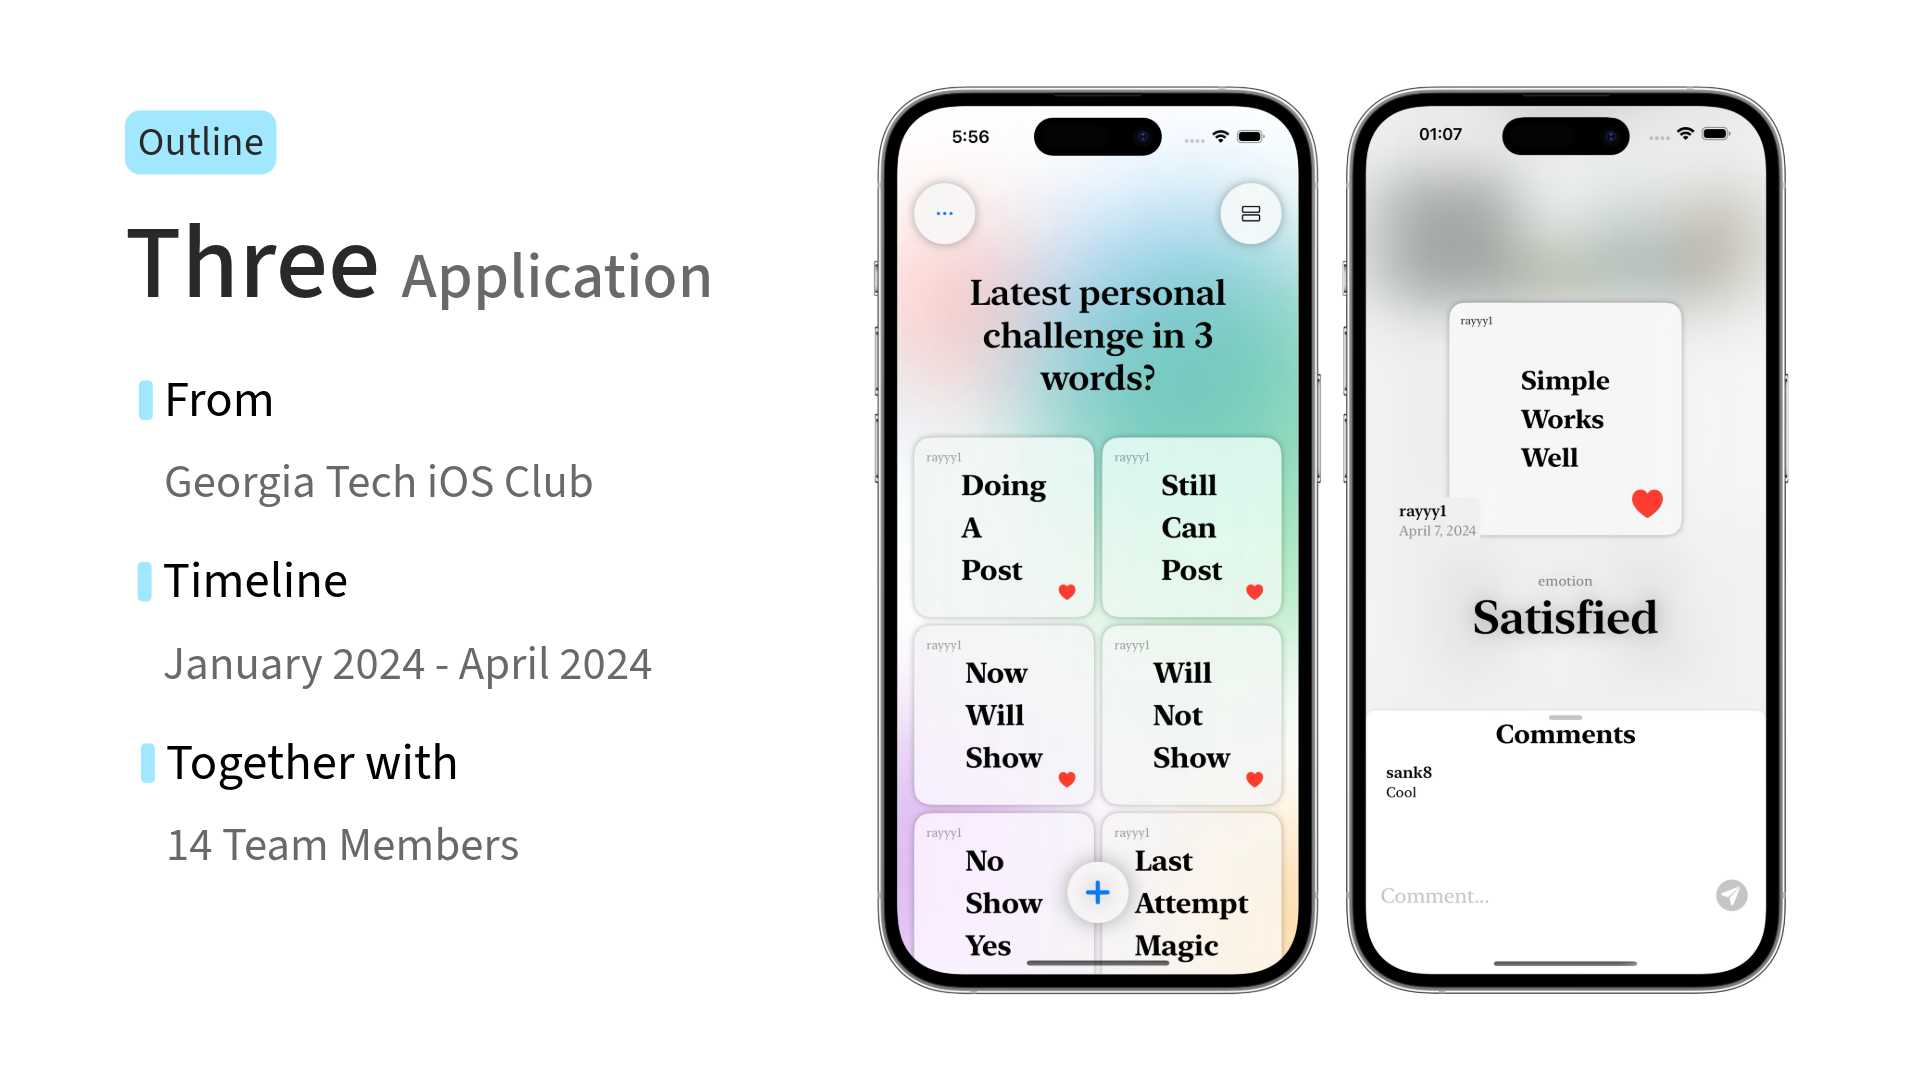 Outline
Three Application
From
Georgia Tech iOS Club
Timeline
January 2024 - April 2024
Together with
14 Team Members
5:56
Latest personal
challenge in 3
words?
rayyy1
Doing
A
Post
rayyy1
Still
Can
Post
rayyy1
Now
Will
Show
rayyy1
Will
Not
Show
rayyy1
No
Show
Yes
rayyy1
Last
Attempt
Magic
01:07
rayyy1
Simple
Works
Well
rayyy1
April 7, 2024
emotion
Satisfied
Comments
sank8
Cool
Comment...